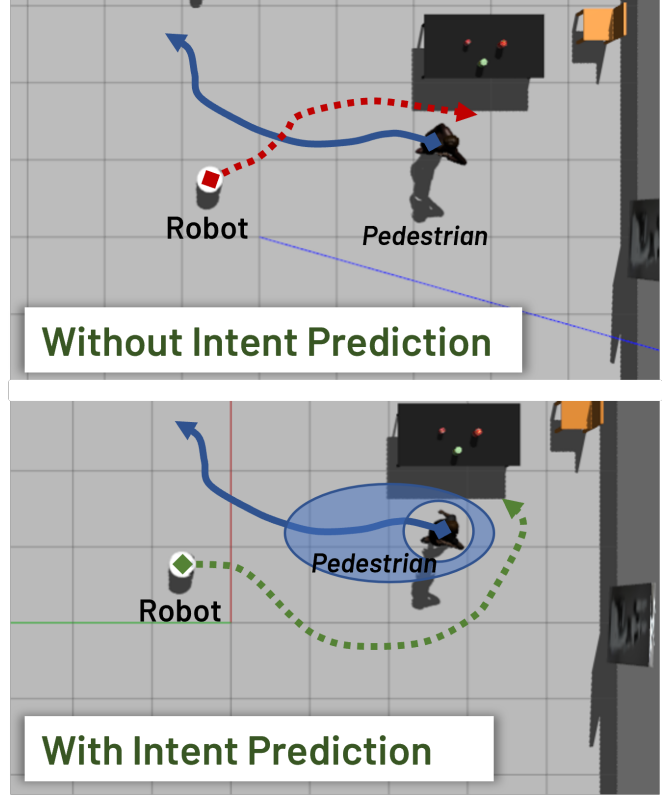 Robot
Pedestrian
Without Intent Prediction
Pedestrian
Robot
With Intent Prediction